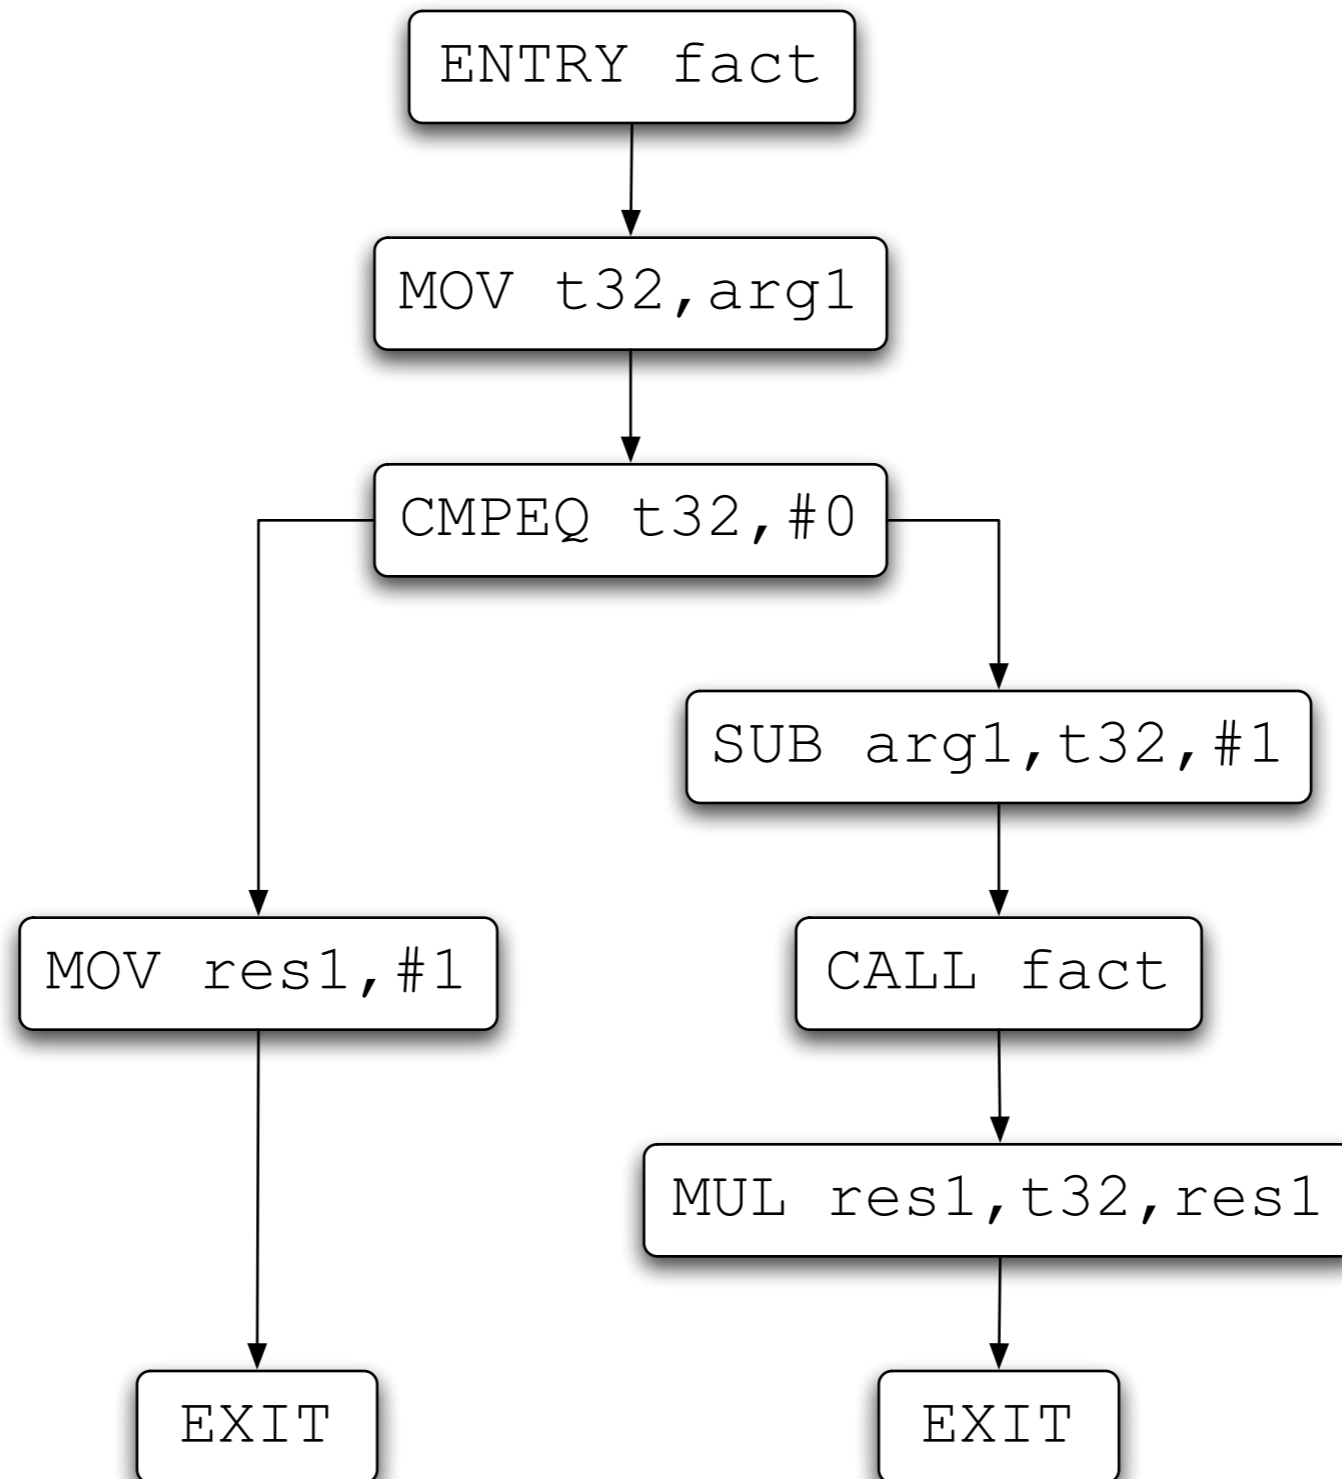 ENTRY fact
MOV t32,arg1
CMPEQ t32,#0
SUB arg1,t32,#1
MOV res1,#1
CALL fact
MUL res1,t32,res1
EXIT
EXIT